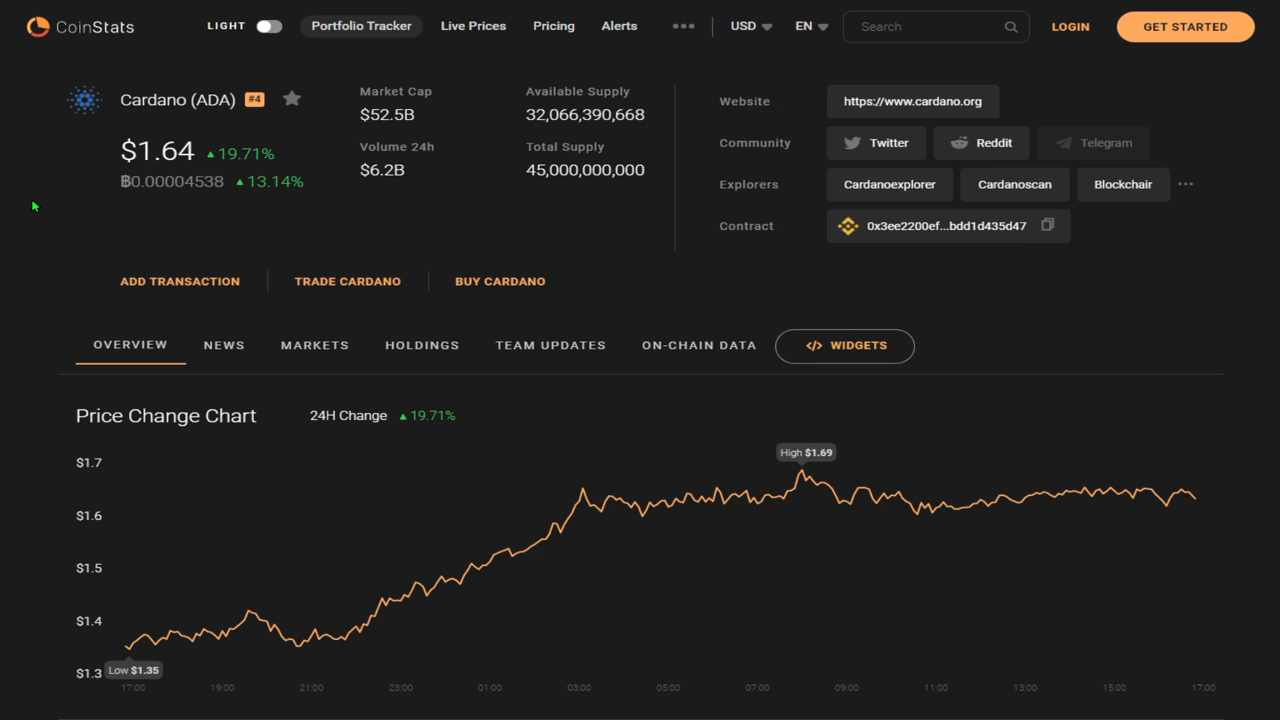 CoinStats LIGHT Portfolio Tracker Live Prices Pricing Alerts USD EN Search LOGIN GET STARTED
Cardano (ADA) #4
$1.64 19.71%
฿0.00004538 13.14%
Market Cap
$52.5B
Volume 24h
$6.2B
Available Supply
32,066,390,668
Total Supply
45,000,000,000
Website https://www.cardano.org
Community Twitter Reddit Telegram
Explorers Cardanoexplorer Cardanoscan Blockchair
Contract 0x3ee2200ef...bdd1d435d47
ADD TRANSACTION TRADE CARDANO BUY CARDANO
OVERVIEW NEWS MARKETS HOLDINGS TEAM UPDATES ON-CHAIN DATA </> WIDGETS
Price Change Chart 24H Change 19.71%
High $1.69
$1.7
$1.6
$1.5
$1.4
$1.3
Low $1.35
17:00 19:00 21:00 23:00 01:00 03:00 05:00 07:00 09:00 11:00 13:00 15:00 17:00